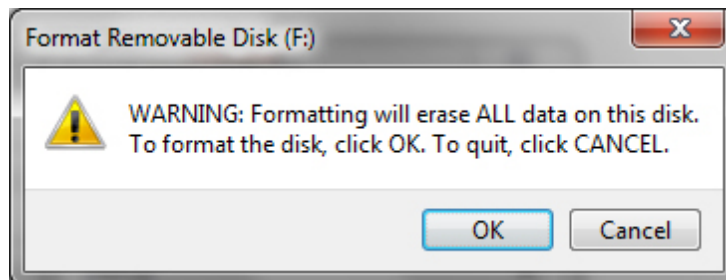 Format Removable Disk (F:)
WARNING: Formatting will erase ALL data on this disk.
To format the disk, click OK. To quit, click CANCEL.
OK
Cancel